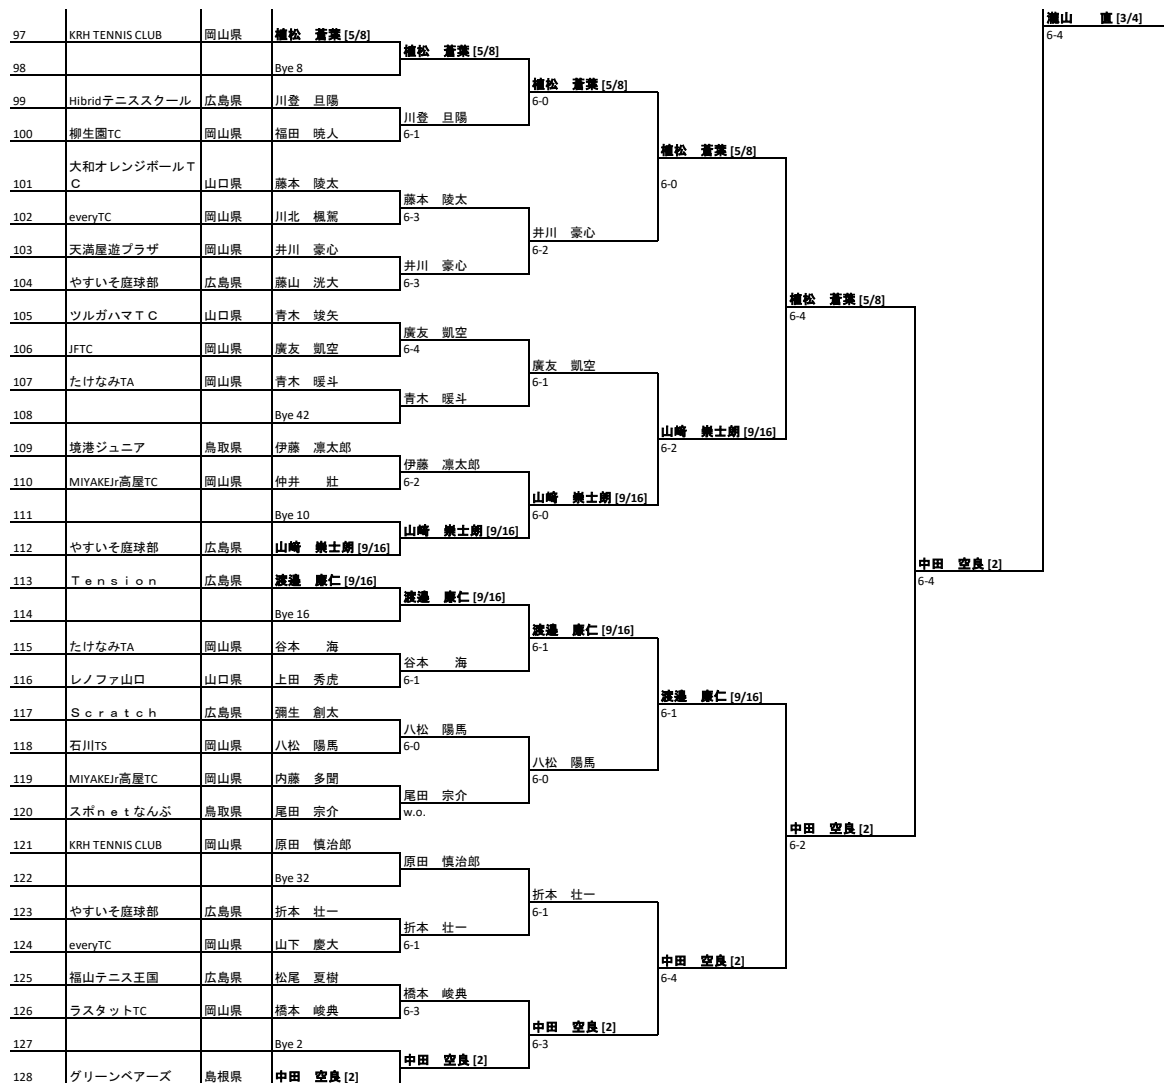 瀧山　直 [3/4]
97 KRH TENNIS CLUB 岡山県 植松　蒼葉 [5/8]
6-4
植松　蒼葉 [5/8]
98 Bye 8
植松　蒼葉 [5/8]
99 Hibridテニススクール 広島県 川登　旦陽
6-0
川登　旦陽
100 柳生園TC 岡山県 福田　暁人
6-1
植松　蒼葉 [5/8]
大和オレンジボールＴ
101 Ｃ 山口県 藤本　陵太
6-0
藤本　陵太
102 everyTC 岡山県 川北　楓駕
6-3
井川　豪心
103 天満屋遊プラザ 岡山県 井川　豪心
6-2
井川　豪心
104 やすいそ庭球部 広島県 藤山　洸大
6-3
植松　蒼葉 [5/8]
105 ツルガハマＴＣ 山口県 青木　竣矢
6-4
廣友　凱空
106 JFTC 岡山県 廣友　凱空
6-4
廣友　凱空
107 たけなみTA 岡山県 青木　暖斗
6-1
青木　暖斗
108 Bye 42
山﨑　崇士朗 [9/16]
109 境港ジュニア 鳥取県 伊藤　凛太郎
6-2
伊藤　凛太郎
110 MIYAKEJr高屋TC 岡山県 仲井　　壯
6-2
山﨑　崇士朗 [9/16]
111 Bye 10
6-0
山﨑　崇士朗 [9/16]
112 やすいそ庭球部 広島県 山﨑　崇士朗 [9/16]
中田　空良 [2]
113 Ｔｅｎｓｉｏｎ 広島県 渡邉　康仁 [9/16]
6-4
渡邉　康仁 [9/16]
114 Bye 16
渡邉　康仁 [9/16]
115 たけなみTA 岡山県 谷本　　海
6-1
谷本　　海
116 レノファ山口 山口県 上田　秀虎
6-1
渡邉　康仁 [9/16]
117 Ｓｃｒａｔｃｈ 広島県 彌生　創太
6-1
八松　陽馬
118 石川TS 岡山県 八松　陽馬
6-0
八松　陽馬
119 MIYAKEJr高屋TC 岡山県 内藤　多聞
6-0
尾田　宗介
120 スポｎｅｔなんぶ 鳥取県 尾田　宗介
w.o.
中田　空良 [2]
121 KRH TENNIS CLUB 岡山県 原田　慎治郎
6-2
原田　慎治郎
122 Bye 32
折本　壮一
123 やすいそ庭球部 広島県 折本　壮一
6-1
折本　壮一
124 everyTC 岡山県 山下　慶大
6-1
中田　空良 [2]
125 福山テニス王国 広島県 松尾　夏樹
6-4
橋本　峻典
126 ラスタットTC 岡山県 橋本　峻典
6-3
中田　空良 [2]
127 Bye 2
6-3
中田　空良 [2]
128 グリーンベアーズ 島根県 中田　空良 [2]